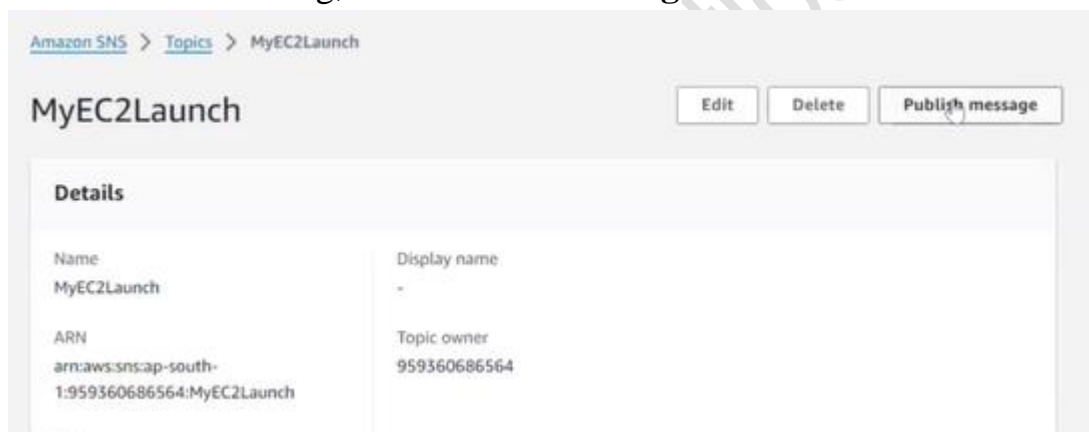 Amazon SNS > Topics > MyEC2Launch
MyEC2Launch
Edit
Delete
Publish message
Details
Name
MyEC2Launch
Display name
-
ARN
arn:aws:sns:ap-south-
1:959360686564:MyEC2Launch
Topic owner
959360686564